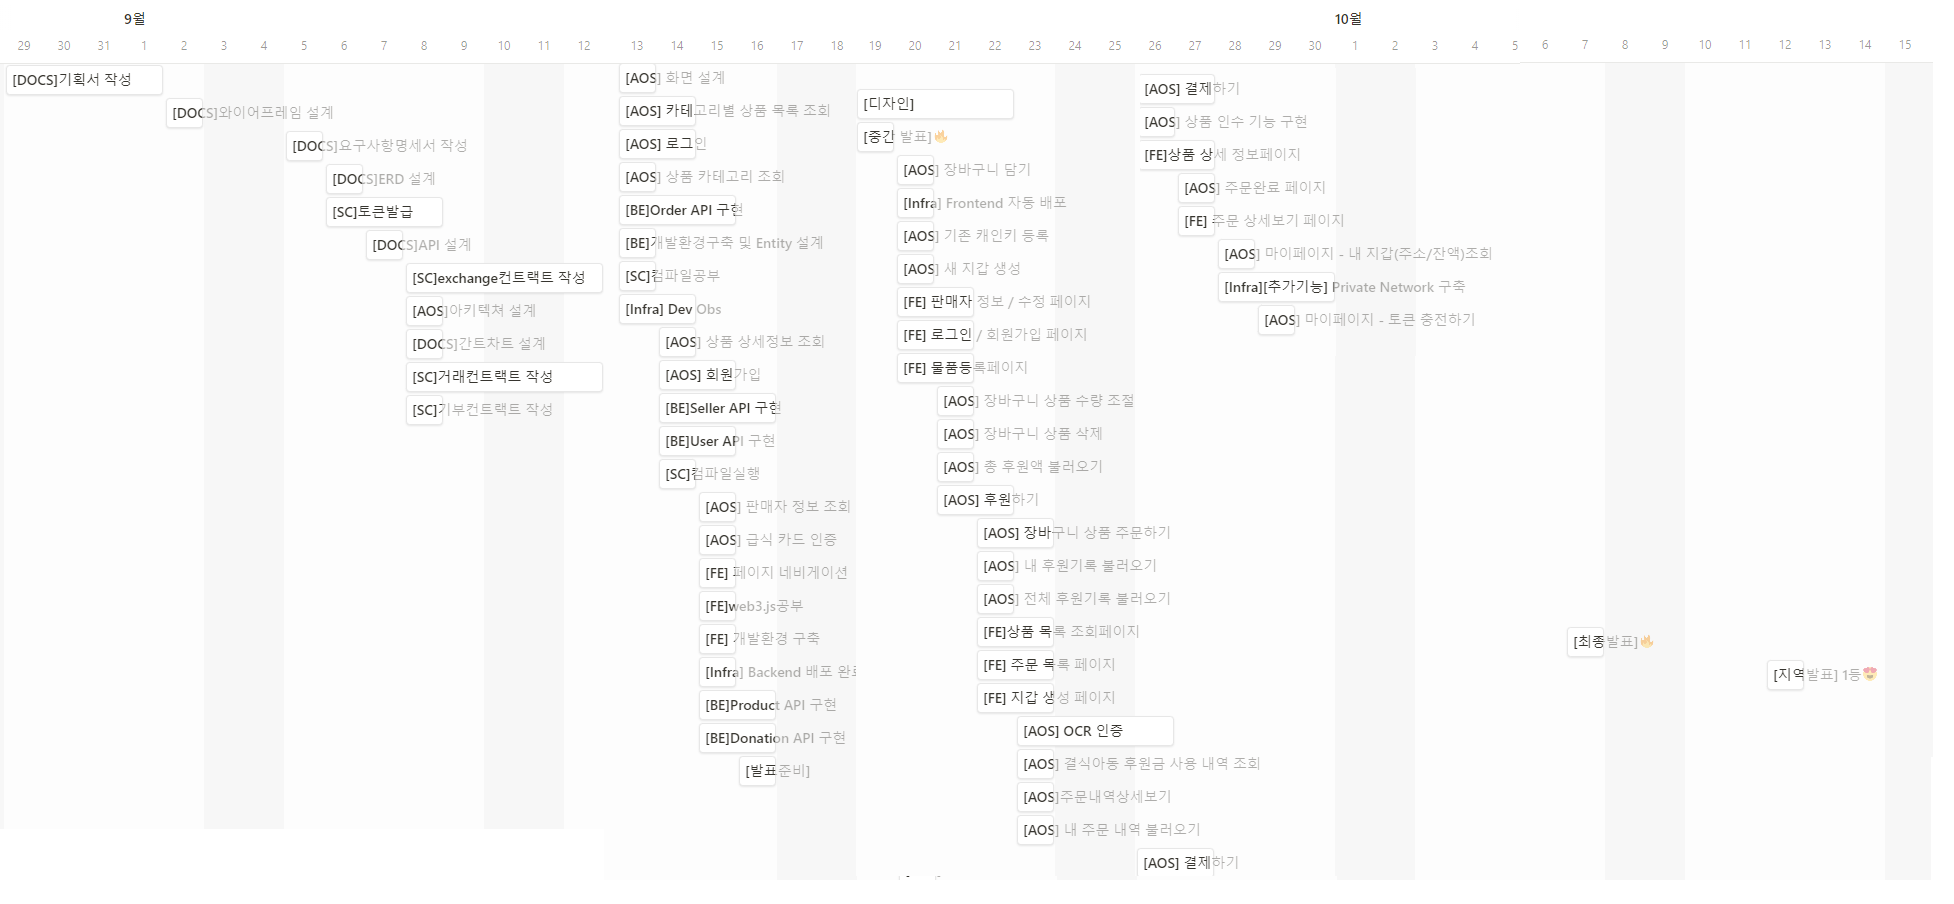 9월
10월
29 30 31 1 2 3 4 5 6 7 8 9 10 11 12 13 14 15 16 17 18 19 20 21 22 23 24 25 26 27 28 29 30 1 2 3 4 5 6 7 8 9 10 11 12 13 14 15
[DOCS]기획서 작성
[DOCS]와이어프레임 설계
[DOCS]요구사항명세서 작성
[DOCS]ERD 설계
[SC]토큰발급
[DOCS]API 설계
[SC]exchange컨트랙트 작성
[AOS]아키텍쳐 설계
[DOCS]간트차트 설계
[SC]거래컨트랙트 작성
[SC]기부컨트랙트 작성
[AOS] 화면 설계
[AOS] 카테고리별 상품 목록 조회
[AOS] 로그인
[AOS] 상품 카테고리 조회
[BE]Order API 구현
[BE]개발환경구축 및 Entity 설계
[SC]컴파일공부
[Infra] Dev Obs
[AOS] 상품 상세정보 조회
[AOS] 회원가입
[BE]Seller API 구현
[BE]User API 구현
[SC]컴파일실행
[AOS] 판매자 정보 조회
[AOS] 급식 카드 인증
[FE] 페이지 네비게이션
[FE]web3.js공부
[FE] 개발환경 구축
[Infra] Backend 배포 완료
[BE]Product API 구현
[BE]Donation API 구현
[발표준비]
[디자인]
[중간 발표]🔥
[AOS] 장바구니 담기
[Infra] Frontend 자동 배포
[AOS] 기존 캐인키 등록
[AOS] 새 지갑 생성
[FE] 판매자 정보 / 수정 페이지
[FE] 로그인 / 회원가입 페이지
[FE] 물품등록페이지
[AOS] 장바구니 상품 수량 조절
[AOS] 장바구니 상품 삭제
[AOS] 총 후원액 불러오기
[AOS] 후원하기
[AOS] 장바구니 상품 주문하기
[AOS] 내 후원기록 불러오기
[AOS] 전체 후원기록 불러오기
[FE]상품 목록 조회페이지
[FE] 주문 목록 페이지
[FE] 지갑 생성 페이지
[AOS] OCR 인증
[AOS] 결식아동 후원금 사용 내역 조회
[AOS]주문내역상세보기
[AOS] 내 주문 내역 불러오기
[AOS] 결제하기
[AOS] 결제하기
[AOS] 상품 인수 기능 구현
[FE]상품 상세 정보페이지
[AOS] 주문완료 페이지
[FE] 주문 상세보기 페이지
[AOS] 마이페이지 - 내 지갑(주소/잔액)조회
[Infra][추가기능] Private Network 구축
[AOS] 마이페이지 - 토큰 충전하기
[최종발표]🔥
[지역발표] 1등😍